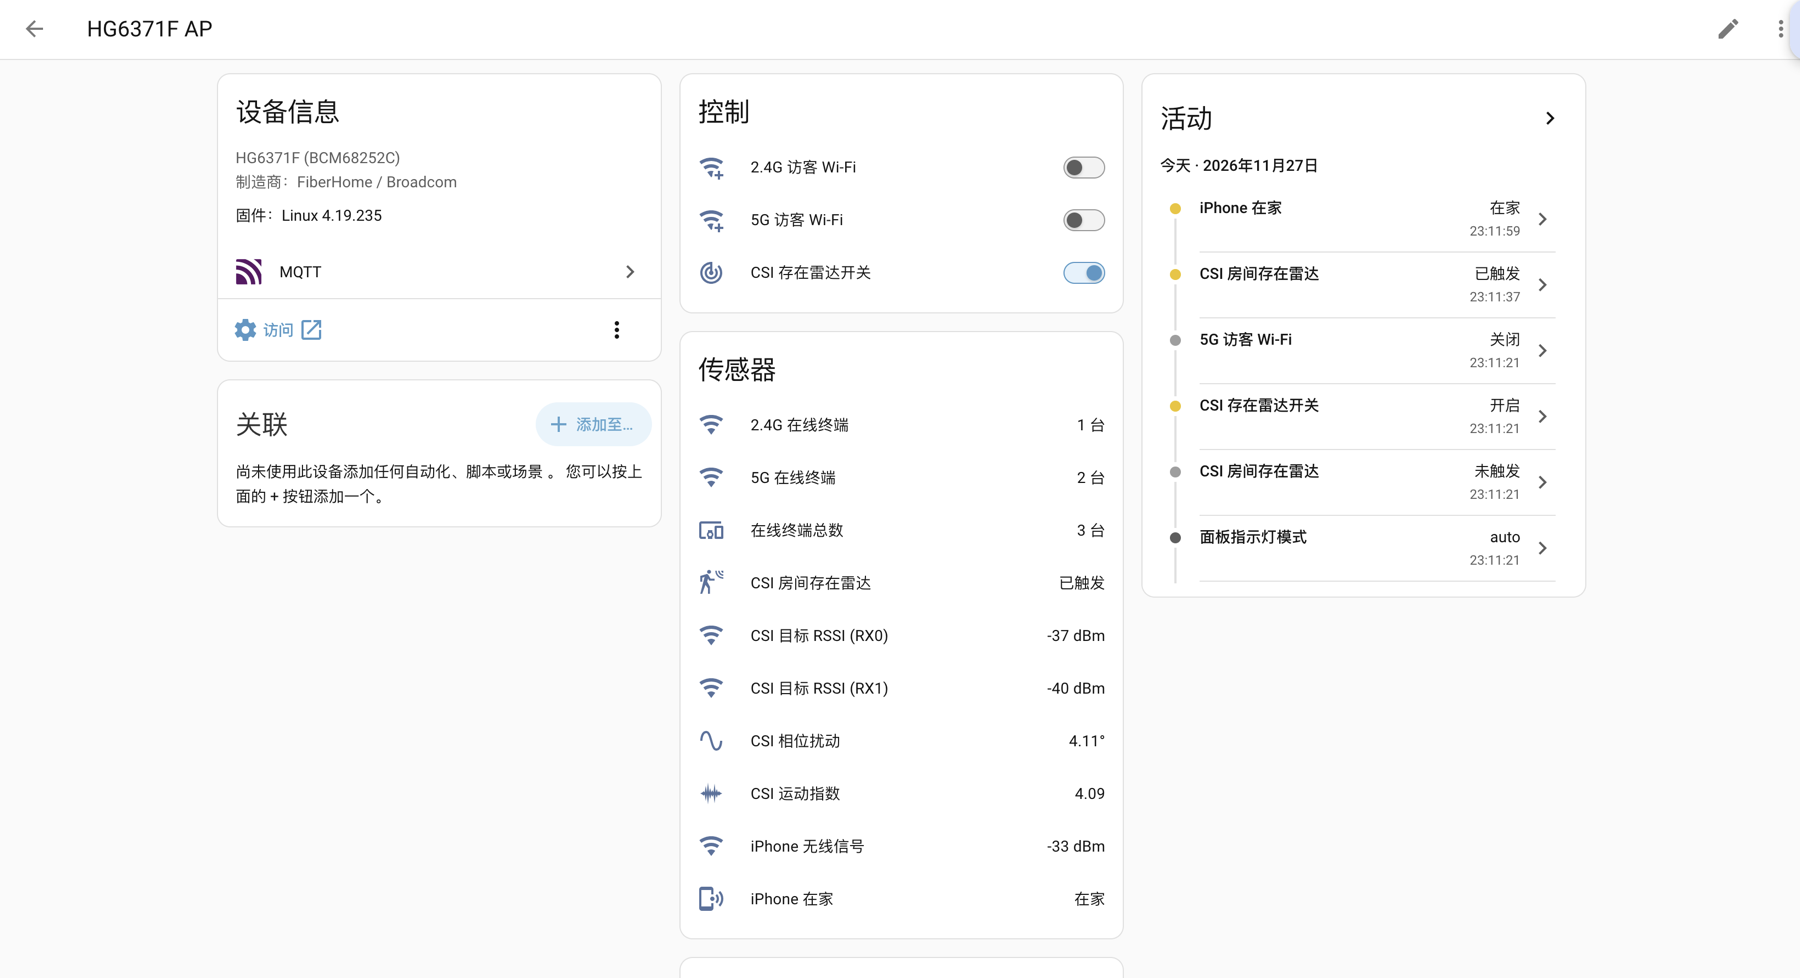 HG6371F AP
设备信息
HG6371F (BCM68252C)
制造商：FiberHome / Broadcom
固件：Linux 4.19.235
MQTT
访问
关联
添加至...
尚未使用此设备添加任何自动化、脚本或场景 。 您可以按上
面的 + 按钮添加一个。
控制
2.4G 访客 Wi-Fi
5G 访客 Wi-Fi
CSI 存在雷达开关
传感器
2.4G 在线终端 1 台
5G 在线终端 2 台
在线终端总数 3 台
CSI 房间存在雷达 已触发
CSI 目标 RSSI (RX0) -37 dBm
CSI 目标 RSSI (RX1) -40 dBm
CSI 相位扰动 4.11°
CSI 运动指数 4.09
iPhone 无线信号 -33 dBm
iPhone 在家 在家
活动
今天 · 2026年11月27日
iPhone 在家 在家
23:11:59
CSI 房间存在雷达 已触发
23:11:37
5G 访客 Wi-Fi 关闭
23:11:21
CSI 存在雷达开关 开启
23:11:21
CSI 房间存在雷达 未触发
23:11:21
面板指示灯模式 auto
23:11:21